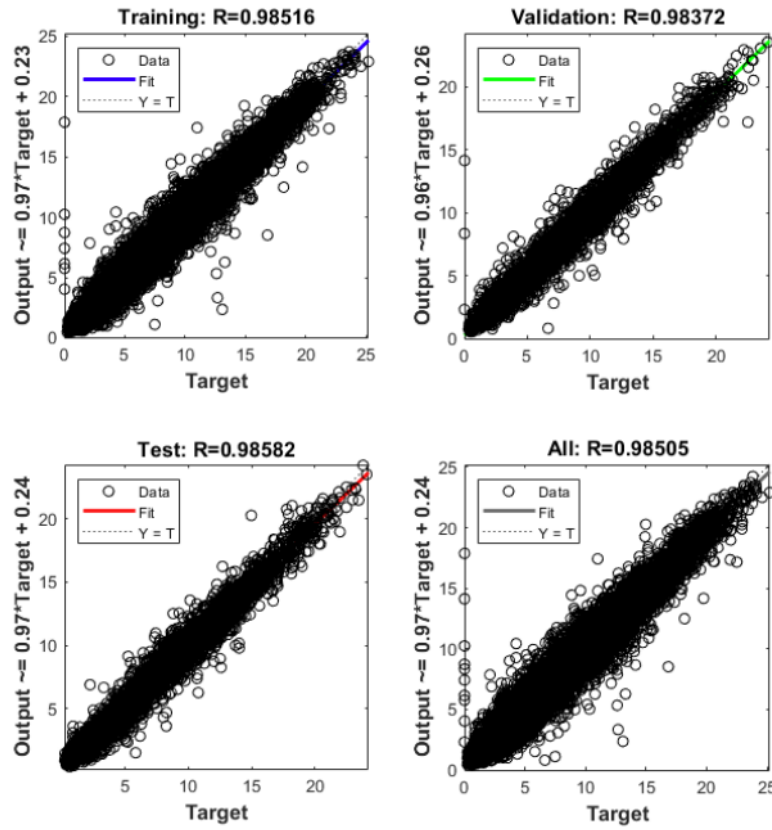 Training: R=0.98516
Output ~= 0.97*Target + 0.23
Data
Fit
Y = T
25
20
15
10
5
0
0 5 10 15 20 25
Target
Validation: R=0.98372
Output ~= 0.96*Target + 0.26
Data
Fit
Y = T
20
15
10
5
0
0 5 10 15 20
Target
Test: R=0.98582
Output ~= 0.97*Target + 0.24
Data
Fit
Y = T
20
15
10
5
5 10 15 20
Target
All: R=0.98505
Output ~= 0.97*Target + 0.24
Data
Fit
Y = T
25
20
15
10
5
0
0 5 10 15 20 25
Target